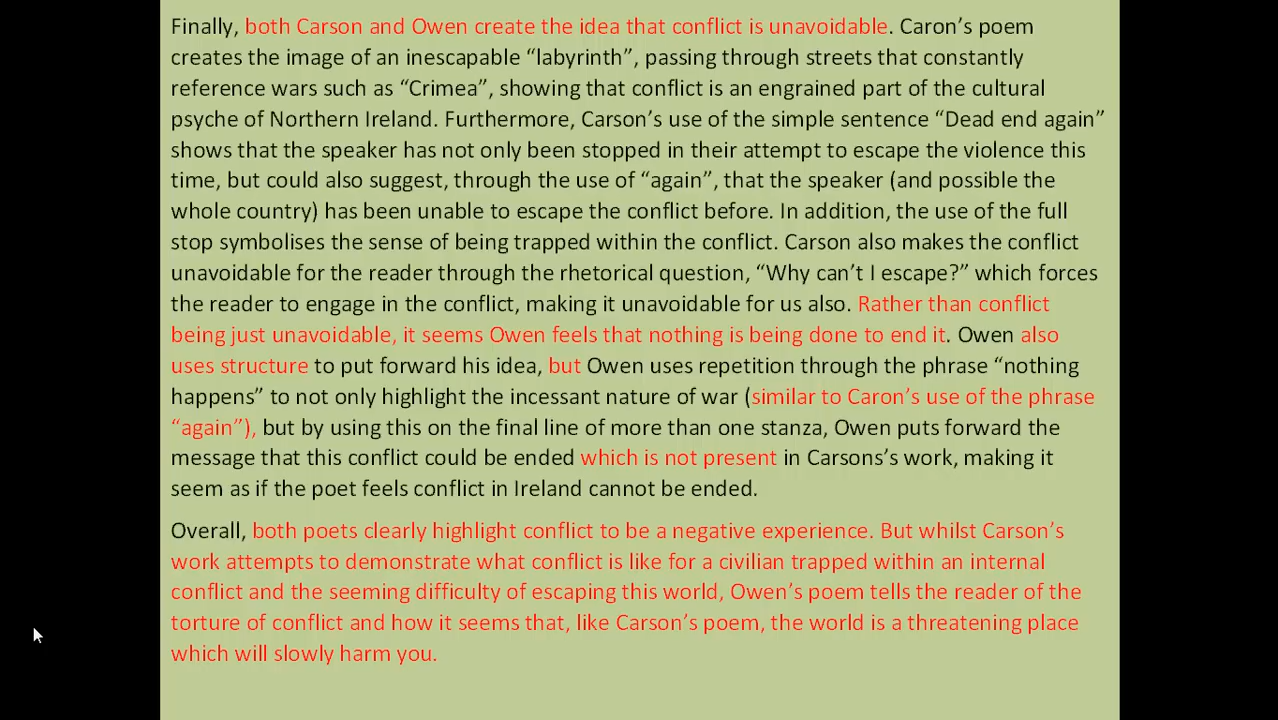 Finally, both Carson and Owen create the idea that conflict is unavoidable. Caron’s poem
creates the image of an inescapable “labyrinth”, passing through streets that constantly
reference wars such as “Crimea”, showing that conflict is an engrained part of the cultural
psyche of Northern Ireland. Furthermore, Carson’s use of the simple sentence “Dead end again”
shows that the speaker has not only been stopped in their attempt to escape the violence this
time, but could also suggest, through the use of “again”, that the speaker (and possible the
whole country) has been unable to escape the conflict before. In addition, the use of the full
stop symbolises the sense of being trapped within the conflict. Carson also makes the conflict
unavoidable for the reader through the rhetorical question, “Why can’t I escape?” which forces
the reader to engage in the conflict, making it unavoidable for us also. Rather than conflict
being just unavoidable, it seems Owen feels that nothing is being done to end it. Owen also
uses structure to put forward his idea, but Owen uses repetition through the phrase “nothing
happens” to not only highlight the incessant nature of war (similar to Caron’s use of the phrase
“again”), but by using this on the final line of more than one stanza, Owen puts forward the
message that this conflict could be ended which is not present in Carsons’s work, making it
seem as if the poet feels conflict in Ireland cannot be ended.
Overall, both poets clearly highlight conflict to be a negative experience. But whilst Carson’s
work attempts to demonstrate what conflict is like for a civilian trapped within an internal
conflict and the seeming difficulty of escaping this world, Owen’s poem tells the reader of the
torture of conflict and how it seems that, like Carson’s poem, the world is a threatening place
which will slowly harm you.